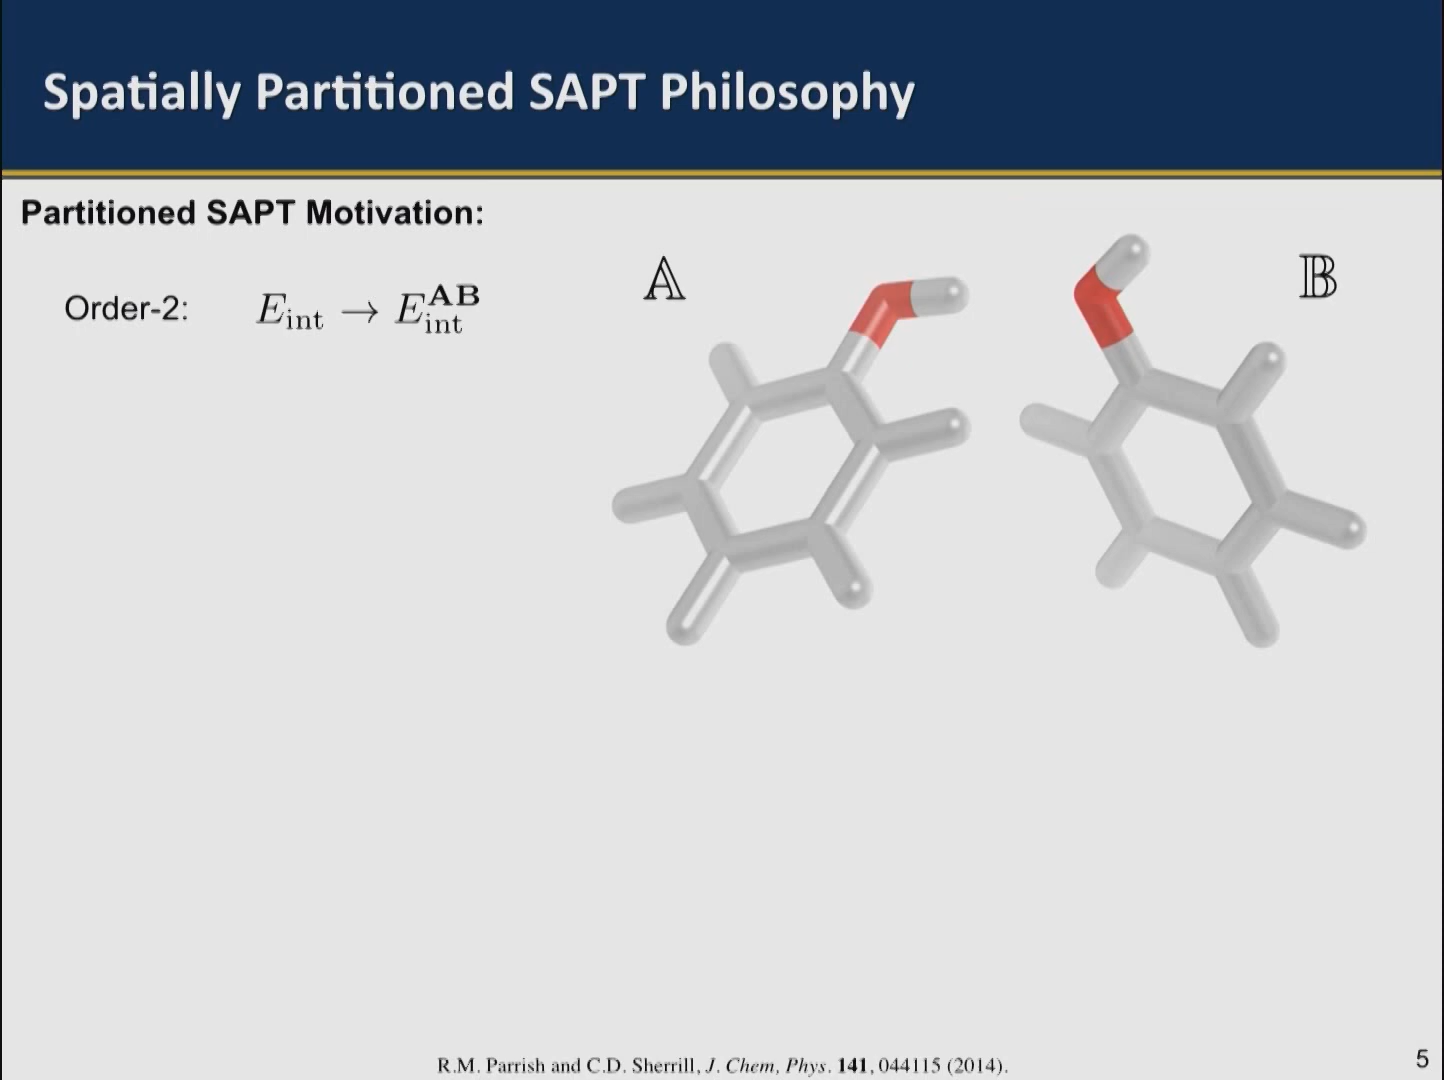 Spatially Partitioned SAPT Philosophy
Partitioned SAPT Motivation:
𝔸 𝔹
Order-2: E_int → E_int^AB
R.M. Parrish and C.D. Sherrill, J. Chem, Phys. 141, 044115 (2014).
5